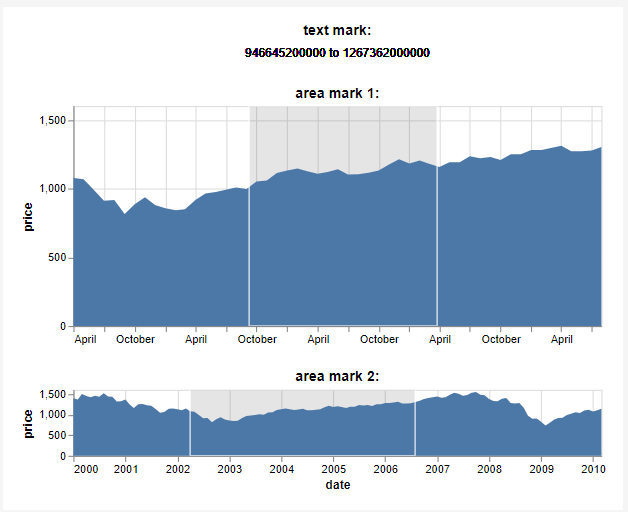 text mark:
946645200000 to 1267362000000
area mark 1:
1,500
1,000
500
0
price
April October April October April October April October April
area mark 2:
1,500
1,000
500
0
price
2000 2001 2002 2003 2004 2005 2006 2007 2008 2009 2010
date